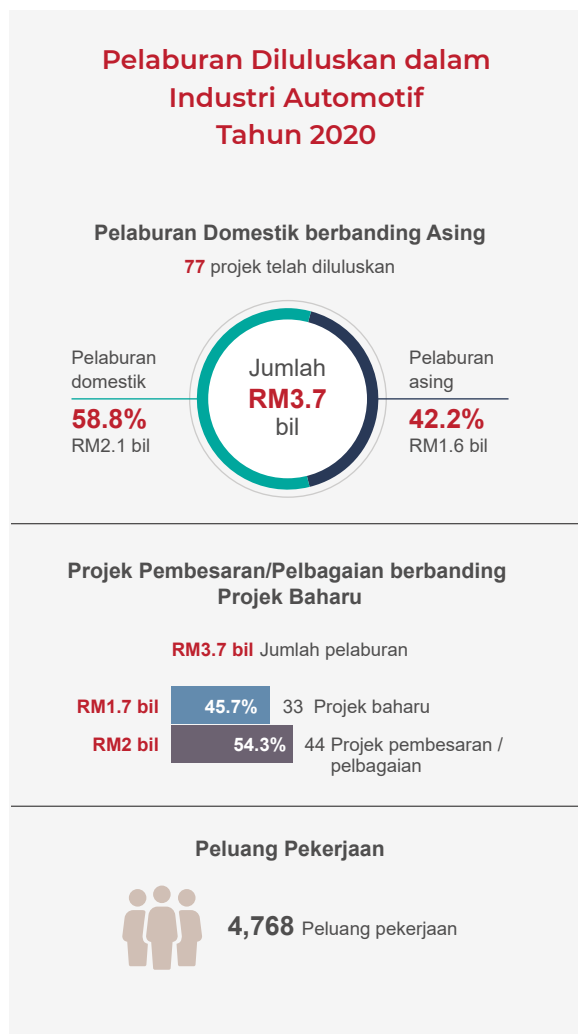 Pelaburan Diluluskan dalam
Industri Automotif
Tahun 2020
Pelaburan Domestik berbanding Asing
77 projek telah diluluskan
Pelaburan
domestik
58.8%
RM2.1 bil
Jumlah
RM3.7
bil
Pelaburan
asing
42.2%
RM1.6 bil
Projek Pembesaran/Pelbagaian berbanding
Projek Baharu
RM3.7 bil Jumlah pelaburan
RM1.7 bil 45.7% 33 Projek baharu
RM2 bil 54.3% 44 Projek pembesaran /
pelbagaian
Peluang Pekerjaan
4,768 Peluang pekerjaan